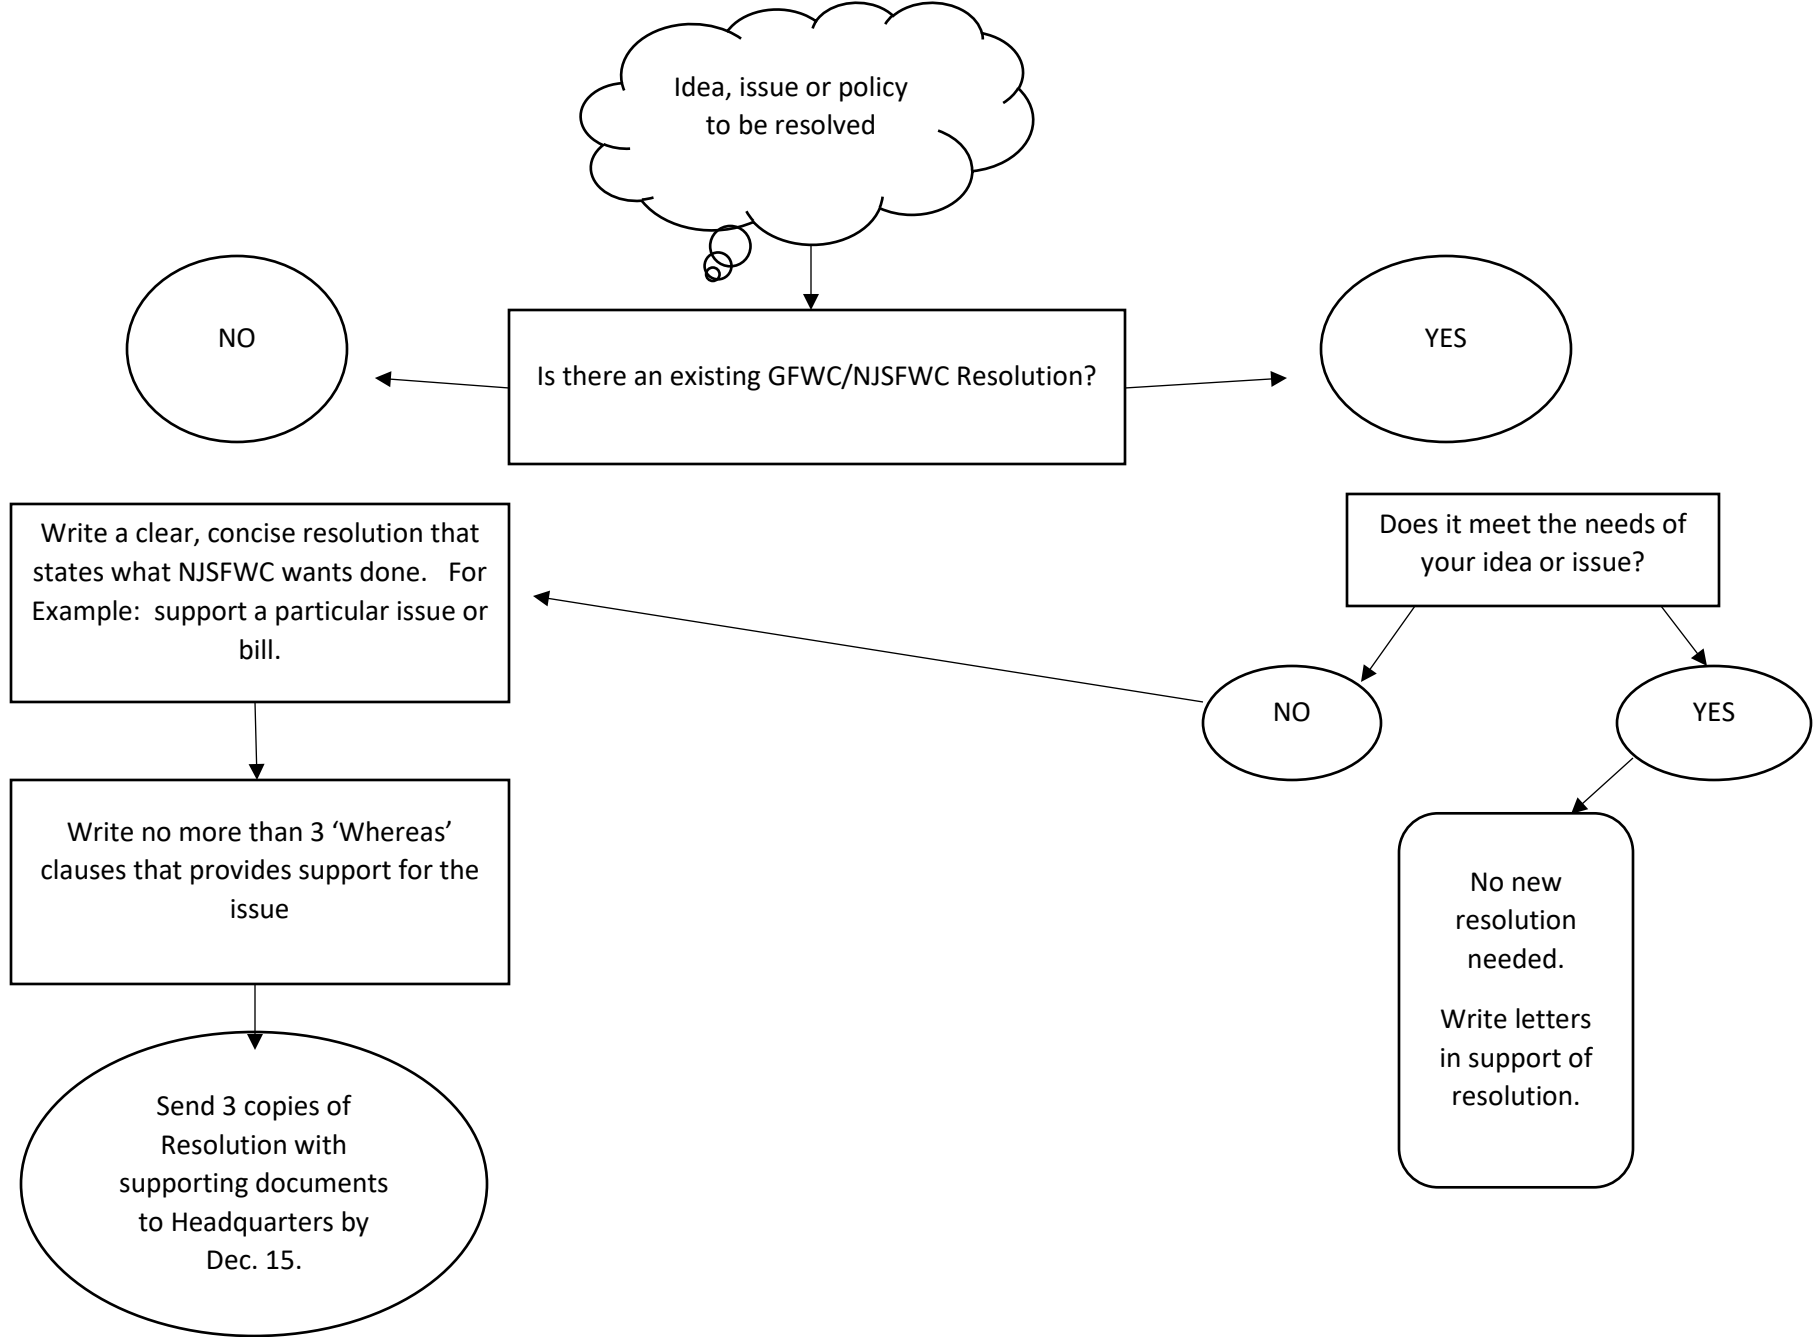 Idea, issue or policy
to be resolved
NO
Is there an existing GFWC/NJSFWC Resolution?
YES
Write a clear, concise resolution that
states what NJSFWC wants done.   For
Example:  support a particular issue or
bill.
Does it meet the needs of
your idea or issue?
NO
YES
Write no more than 3 ‘Whereas’
clauses that provides support for the
issue
No new
resolution
needed.
Write letters
in support of
resolution.
Send 3 copies of
Resolution with
supporting documents
to Headquarters by
Dec. 15.